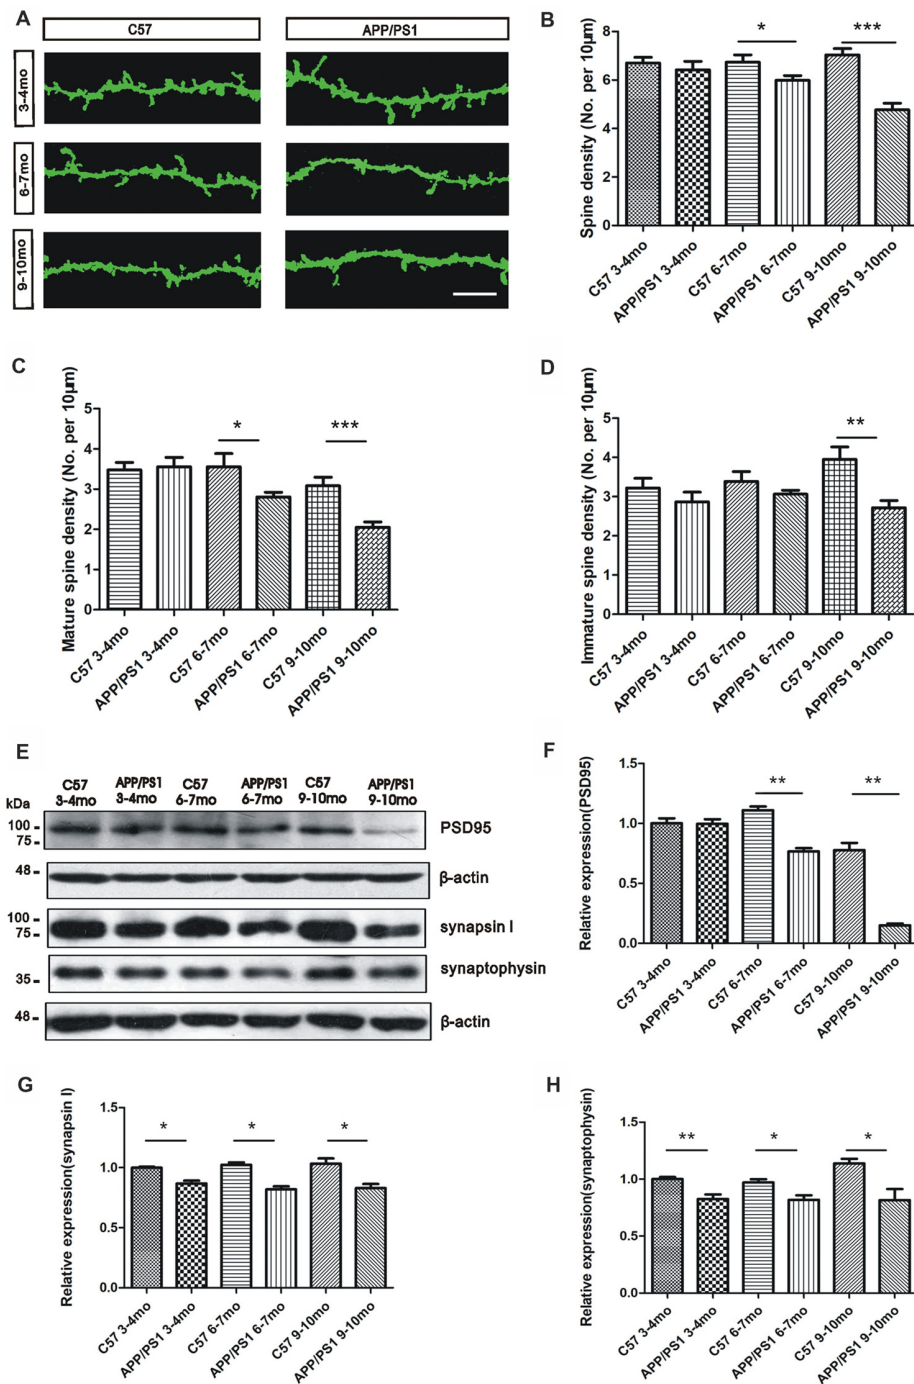 A
C57
APP/PS1
3-4mo
6-7mo
9-10mo
B
Spine density (No. per 10µm)
8
6
4
2
0
*
***
C57 3-4mo
APP/PS1 3-4mo
C57 6-7mo
APP/PS1 6-7mo
C57 9-10mo
APP/PS1 9-10mo
C
Mature spine density (No. per 10µm)
5
4
3
2
1
0
*
***
C57 3-4mo
APP/PS1 3-4mo
C57 6-7mo
APP/PS1 6-7mo
C57 9-10mo
APP/PS1 9-10mo
D
Immature spine density (No. per 10µm)
5
4
3
2
1
0
**
C57 3-4mo
APP/PS1 3-4mo
C57 6-7mo
APP/PS1 6-7mo
C57 9-10mo
APP/PS1 9-10mo
E
C57 APP/PS1 C57 APP/PS1 C57 APP/PS1
3-4mo 3-4mo 6-7mo 6-7mo 9-10mo 9-10mo
kDa
100
75
PSD95
48
β-actin
100
75
synapsin I
synaptophysin
35
48
β-actin
F
Relative expression(PSD95)
1.5
1.0
0.5
0.0
**
**
C57 3-4mo
APP/PS1 3-4mo
C57 6-7mo
APP/PS1 6-7mo
C57 9-10mo
APP/PS1 9-10mo
G
Relative expression(synapsin I)
1.5
1.0
0.5
0.0
*
*
*
C57 3-4mo
APP/PS1 3-4mo
C57 6-7mo
APP/PS1 6-7mo
C57 9-10mo
APP/PS1 9-10mo
H
Relative expression(synaptophysin)
1.5
1.0
0.5
0.0
**
*
*
C57 3-4mo
APP/PS1 3-4mo
C57 6-7mo
APP/PS1 6-7mo
C57 9-10mo
APP/PS1 9-10mo